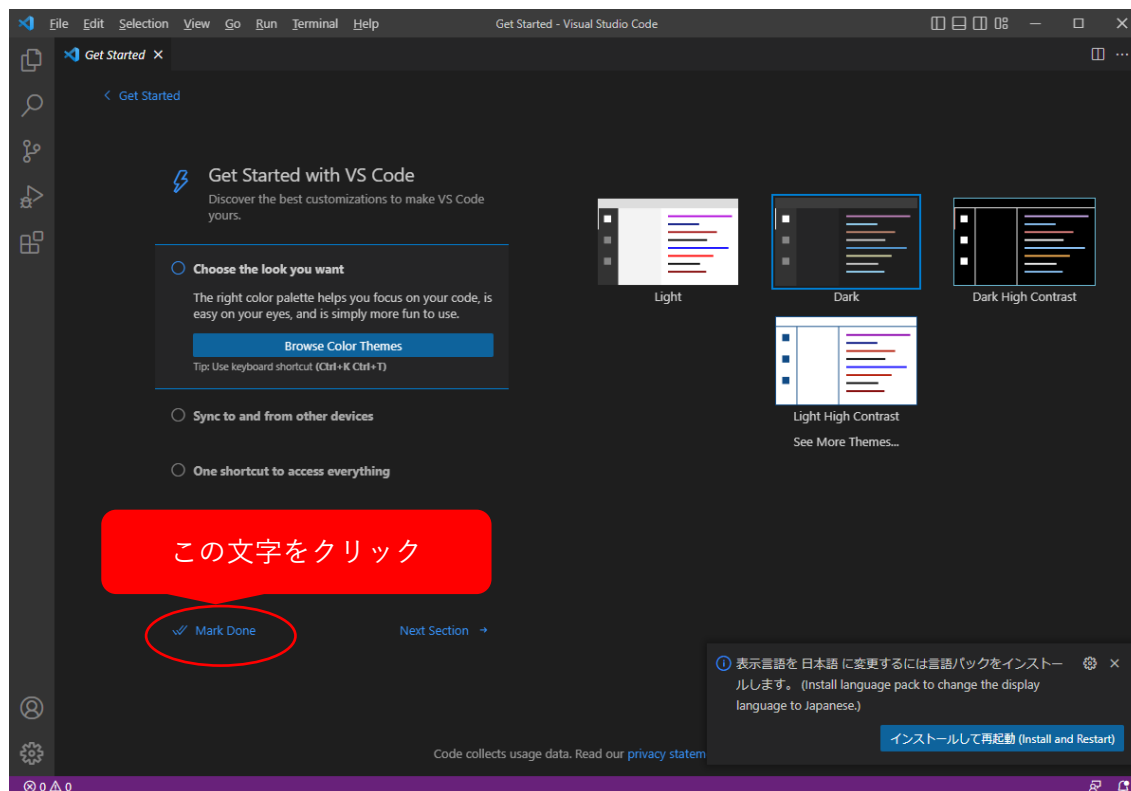 File Edit Selection View Go Run Terminal Help
Get Started - Visual Studio Code
Get Started
Get Started
Get Started with VS Code
Discover the best customizations to make VS Code
yours.
Choose the look you want
The right color palette helps you focus on your code, is
easy on your eyes, and is simply more fun to use.
Browse Color Themes
Tip: Use keyboard shortcut (Ctrl+K Ctrl+T)
Sync to and from other devices
One shortcut to access everything
Light
Dark
Dark High Contrast
Light High Contrast
See More Themes...
この文字をクリック
Mark Done
Next Section →
表示言語を 日本語 に変更するには言語パックをインストー
ルします。 (Install language pack to change the display
language to Japanese.)
インストールして再起動 (Install and Restart)
Code collects usage data. Read our privacy statem
0 0